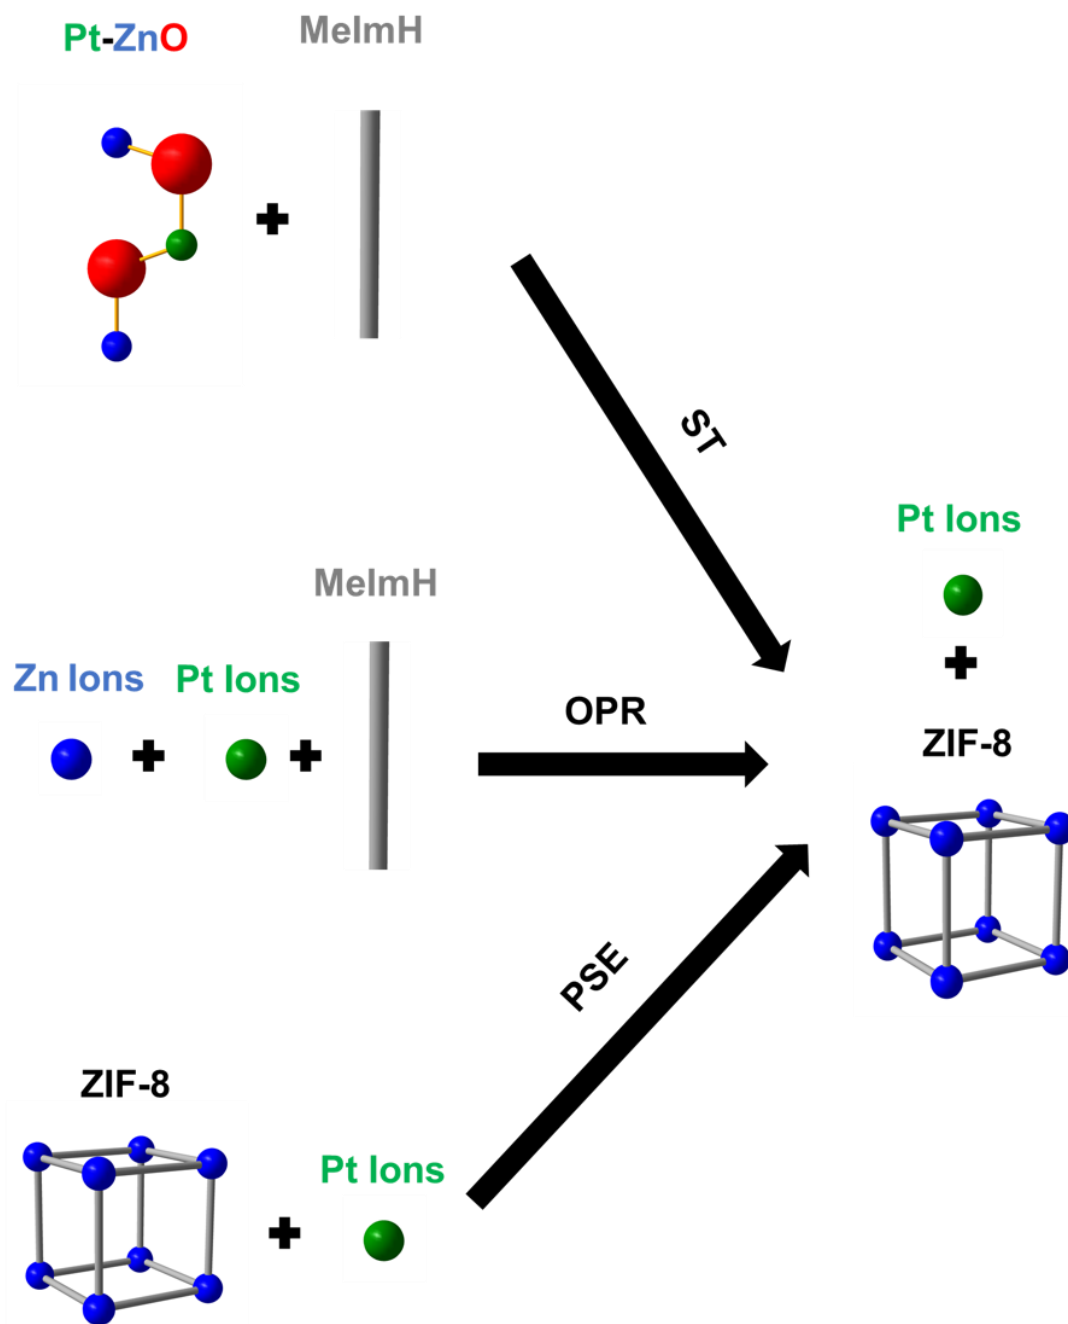 Pt-ZnO
MeImH
ST
Pt Ions
ZIF-8
MeImH
Zn Ions
Pt Ions
OPR
PSE
ZIF-8
Pt Ions